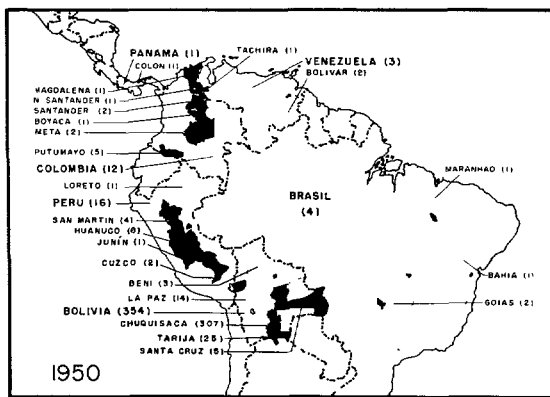 PANAMA (1)
COLON (1)
TACHIRA (1)
VENEZUELA (3)
BOLIVAR (2)
MAGDALENA (1)
N SANTANDER (1)
SANTANDER (2)
BOYACA (1)
META (2)
PUTUMAYO (5)
COLOMBIA (12)
LORETO (1)
PERU (16)
SAN MARTIN (4)
HUANUCO (8)
JUNÍN (1)
CUZCO (2)
BENI (3)
LA PAZ (14)
BOLIVIA (354)
CHUQUISACA (307)
TARIJA (25)
SANTA CRUZ (5)
BRASIL
(4)
MARANHAO (1)
BAHIA (1)
GOIAS (2)
1950